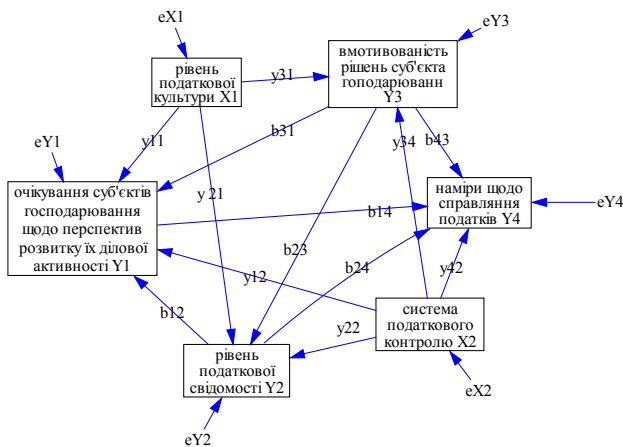 eX1
eY3
рівень
податкової
культури X1
y31
вмотивованість
рішень суб'єкта
гоподарюванн
Y3
eY1
y11
b31
y34
b43
очікування суб'єктів
господарювання
щодо перспектив
розвитку їх ділової
активності Y1
y 21
b14
наміри щодо
справляння
податків Y4
eY4
b23
b24
y12
y42
b12
y22
система
податкового
контролю X2
рівень
податкової
свідомості Y2
eX2
eY2